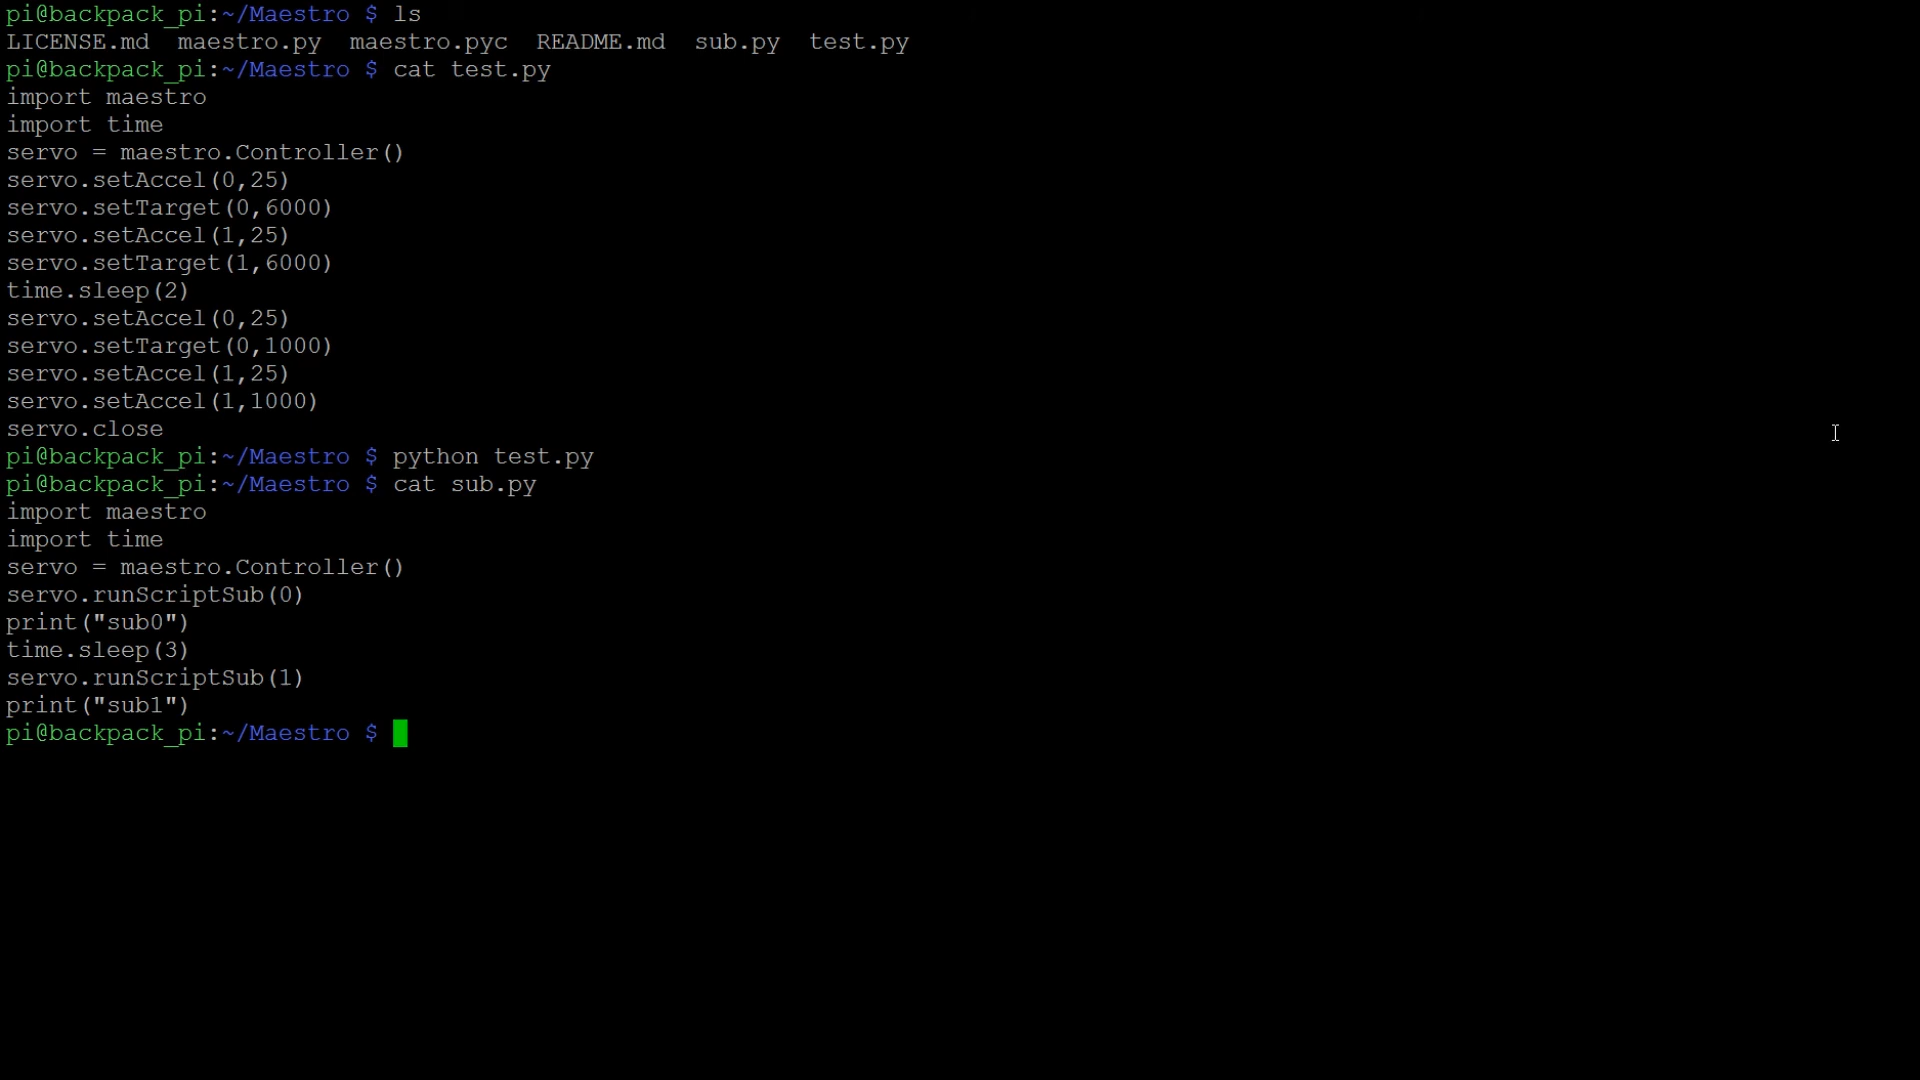 pi@backpack_pi:~/Maestro $ ls
LICENSE.md  maestro.py  maestro.pyc  README.md  sub.py  test.py
pi@backpack_pi:~/Maestro $ cat test.py
import maestro
import time
servo = maestro.Controller()
servo.setAccel(0,25)
servo.setTarget(0,6000)
servo.setAccel(1,25)
servo.setTarget(1,6000)
time.sleep(2)
servo.setAccel(0,25)
servo.setTarget(0,1000)
servo.setAccel(1,25)
servo.setAccel(1,1000)
servo.close
pi@backpack_pi:~/Maestro $ python test.py
pi@backpack_pi:~/Maestro $ cat sub.py
import maestro
import time
servo = maestro.Controller()
servo.runScriptSub(0)
print("sub0")
time.sleep(3)
servo.runScriptSub(1)
print("sub1")
pi@backpack_pi:~/Maestro $